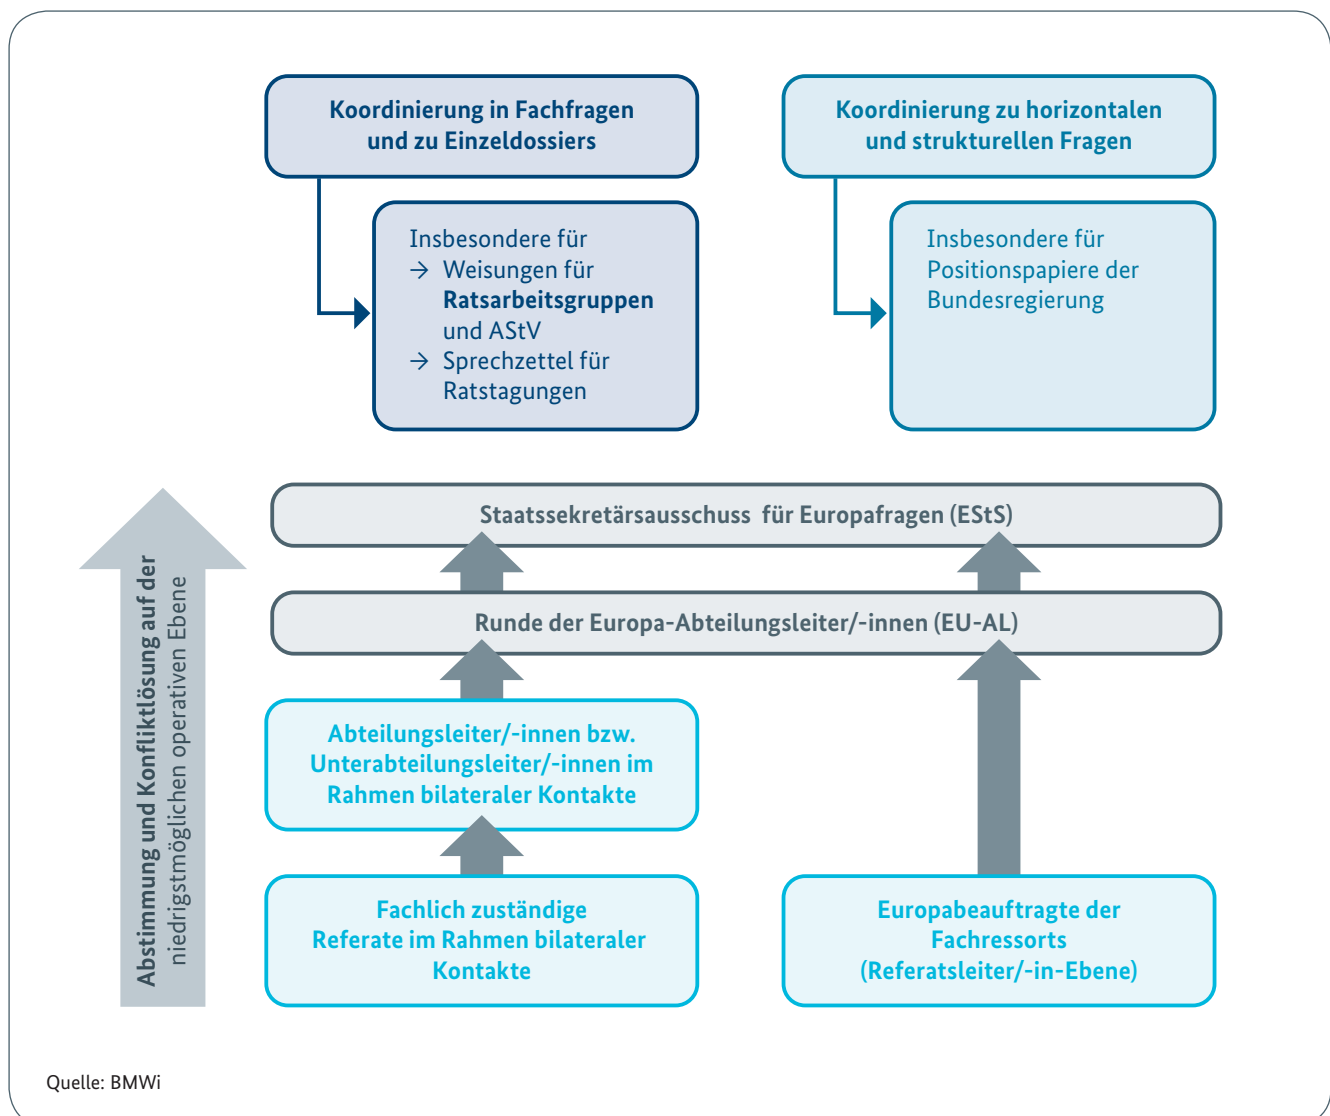 Koordinierung in Fachfragen
und zu Einzeldossiers
Insbesondere für
→ Weisungen für
Ratsarbeitsgruppen
und AStV
→ Sprechzettel für
Ratstagungen
Koordinierung zu horizontalen
und strukturellen Fragen
Insbesondere für
Positionspapiere der
Bundesregierung
Abstimmung und Konfliktlösung auf der
niedrigstmöglichen operativen Ebene
Staatssekretärsausschuss für Europafragen (EStS)
Runde der Europa-Abteilungsleiter/-innen (EU-AL)
Abteilungsleiter/-innen bzw.
Unterabteilungsleiter/-innen im
Rahmen bilateraler Kontakte
Fachlich zuständige
Referate im Rahmen bilateraler
Kontakte
Europabeauftragte der
Fachressorts
(Referatsleiter/-in-Ebene)
Quelle: BMWi